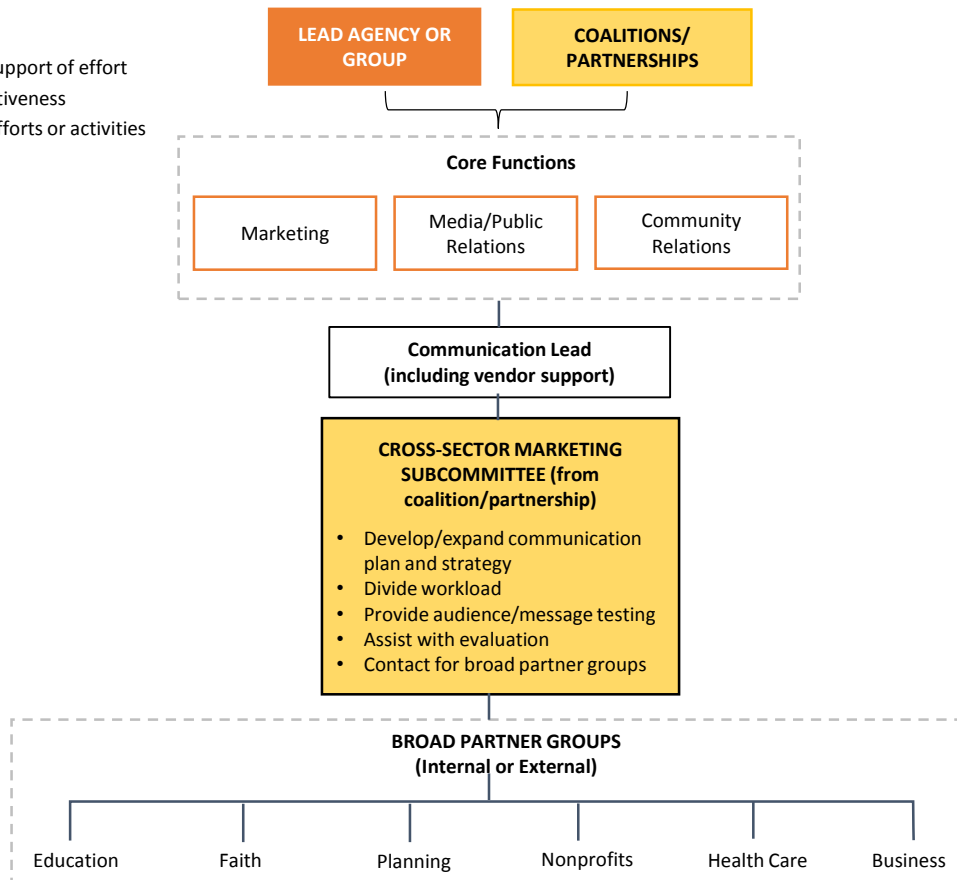 LEAD AGENCY OR
GROUP
COALITIONS/
PARTNERSHIPS
upport of effort
tiveness
fforts or activities
Core Functions
Marketing
Media/Public
Relations
Community
Relations
Communication Lead
(including vendor support)
CROSS-SECTOR MARKETING
SUBCOMMITTEE (from
coalition/partnership)
• Develop/expand communication
plan and strategy
• Divide workload
• Provide audience/message testing
• Assist with evaluation
• Contact for broad partner groups
BROAD PARTNER GROUPS
(Internal or External)
Education
Faith
Planning
Nonprofits
Health Care
Business